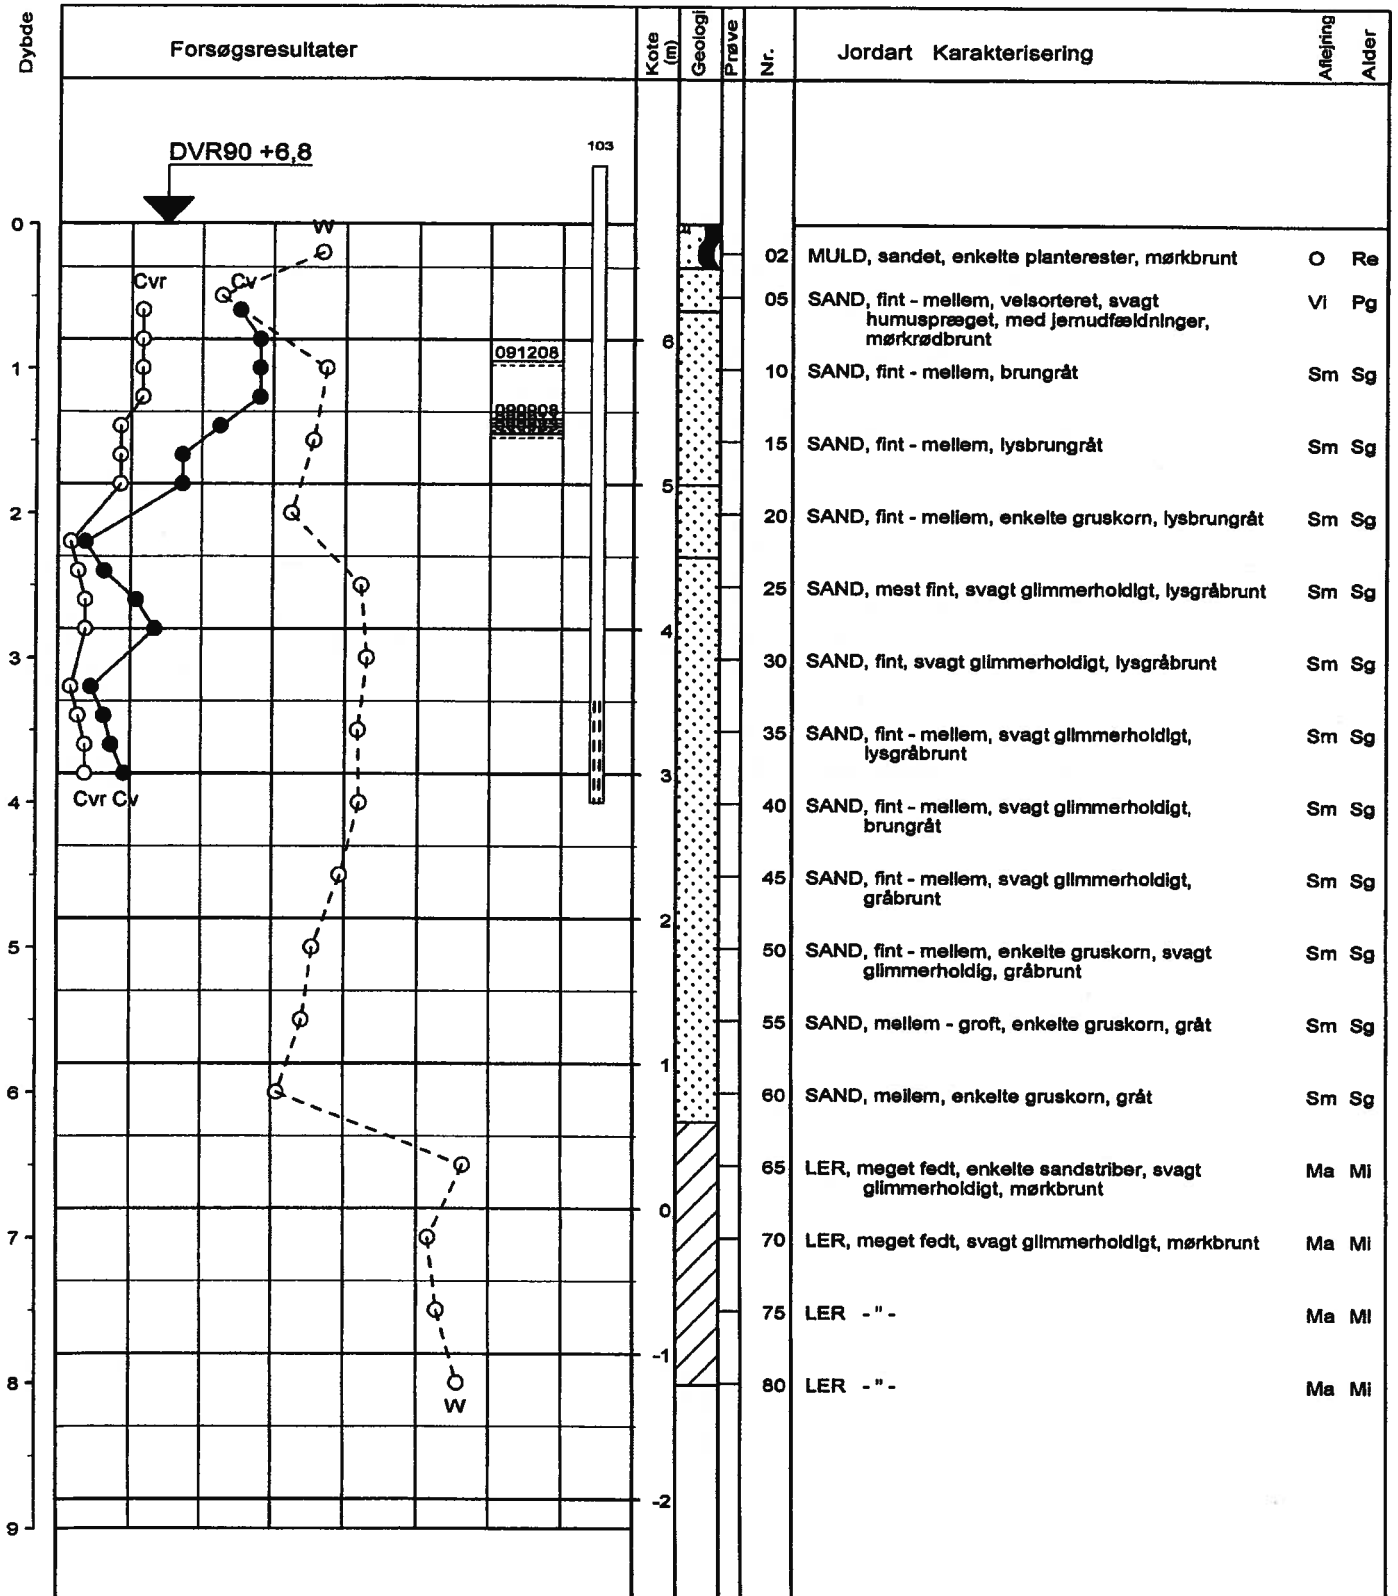 Dybde
Forsøgsresultater
Kote (m)
Geologi
Prøve
Nr.
Jordart Karakterisering
Aflejring
Alder
DVR90 +6,8
103
0
W
02 MULD, sandet, enkelte planterester, mørkbrunt O Re
Cvr Cv
05 SAND, fint - mellem, velsorteret, svagt Vi Pg
humuspræget, med jernudfældninger,
mørkrødbrunt
6
091208
1
10 SAND, fint - mellem, brungråt Sm Sg
090908
15 SAND, fint - mellem, lysbrungråt Sm Sg
5
2
20 SAND, fint - mellem, enkelte gruskorn, lysbrungråt Sm Sg
25 SAND, mest fint, svagt glimmerholdigt, lysgråbrunt Sm Sg
4
3
30 SAND, fint, svagt glimmerholdigt, lysgråbrunt Sm Sg
35 SAND, fint - mellem, svagt glimmerholdigt, Sm Sg
lysgråbrunt
3
Cvr Cv
4
40 SAND, fint - mellem, svagt glimmerholdigt, Sm Sg
brungråt
45 SAND, fint - mellem, svagt glimmerholdigt, Sm Sg
gråbrunt
2
5
50 SAND, fint - mellem, enkelte gruskorn, svagt Sm Sg
glimmerholdig, gråbrunt
55 SAND, mellem - groft, enkelte gruskorn, gråt Sm Sg
1
6
60 SAND, mellem, enkelte gruskorn, gråt Sm Sg
65 LER, meget fedt, enkelte sandstriber, svagt Ma Mi
glimmerholdigt, mørkbrunt
0
7
70 LER, meget fedt, svagt glimmerholdigt, mørkbrunt Ma Mi
75 LER - " - Ma Mi
-1
8
80 LER - " - Ma Mi
W
-2
9